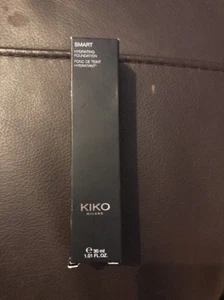 SMART
HYDRATING
FOUNDATION
FOND DE TEINT
HYDRATANT
KIKO
MILANO
30 ml
1.01 FL.OZ.